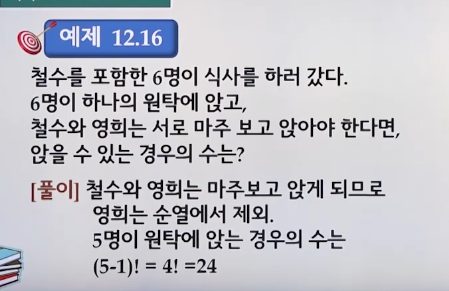 예제 12.16
철수를 포함한 6명이 식사를 하러 갔다.
6명이 하나의 원탁에 앉고,
철수와 영희는 서로 마주 보고 앉아야 한다면,
앉을 수 있는 경우의 수는?
[풀이] 철수와 영희는 마주보고 앉게 되므로
영희는 순열에서 제외.
5명이 원탁에 앉는 경우의 수는
(5-1)! = 4! =24